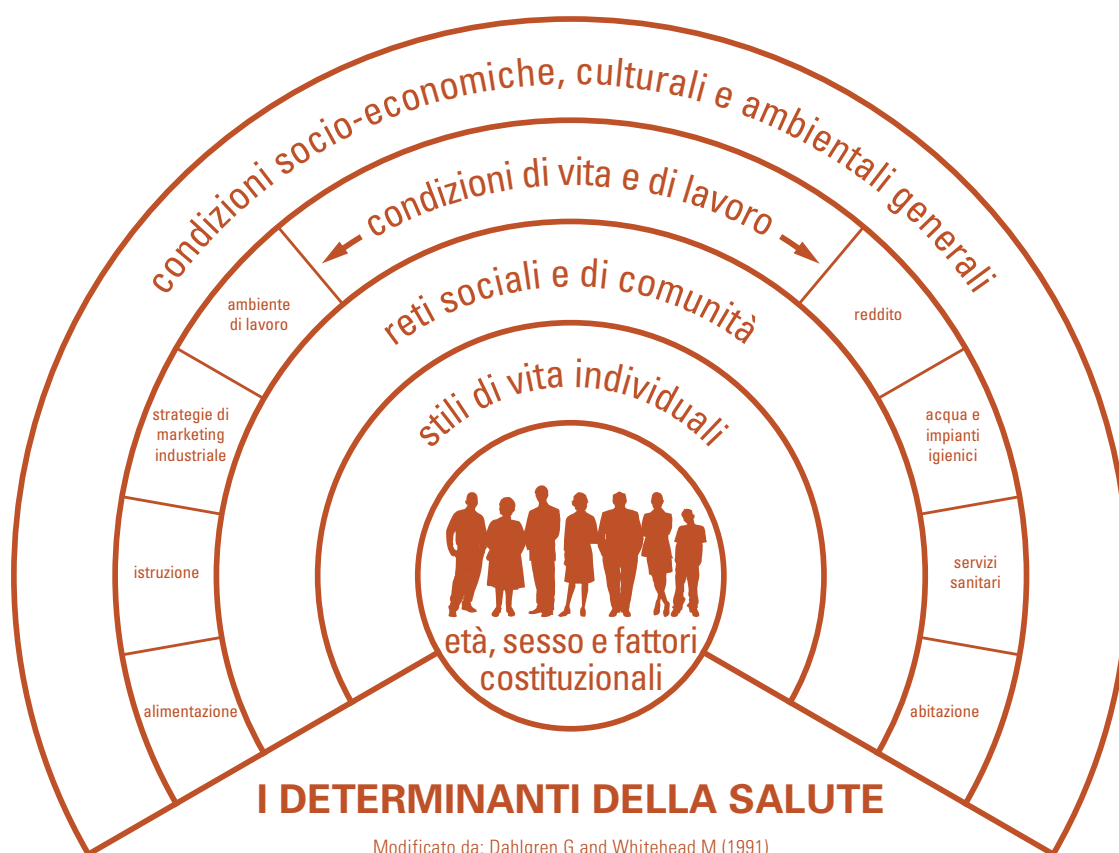 condizioni socio-economiche, culturali e ambientali generali
condizioni di vita e di lavoro
reti sociali e di comunità
stili di vita individuali
ambiente
di lavoro
strategie di
marketing
industriale
istruzione
alimentazione
reddito
acqua e
impianti
igienici
servizi
sanitari
abitazione
età, sesso e fattori
costituzionali
I DETERMINANTI DELLA SALUTE
Modificato da: Dahlgren G and Whitehead M (1991)